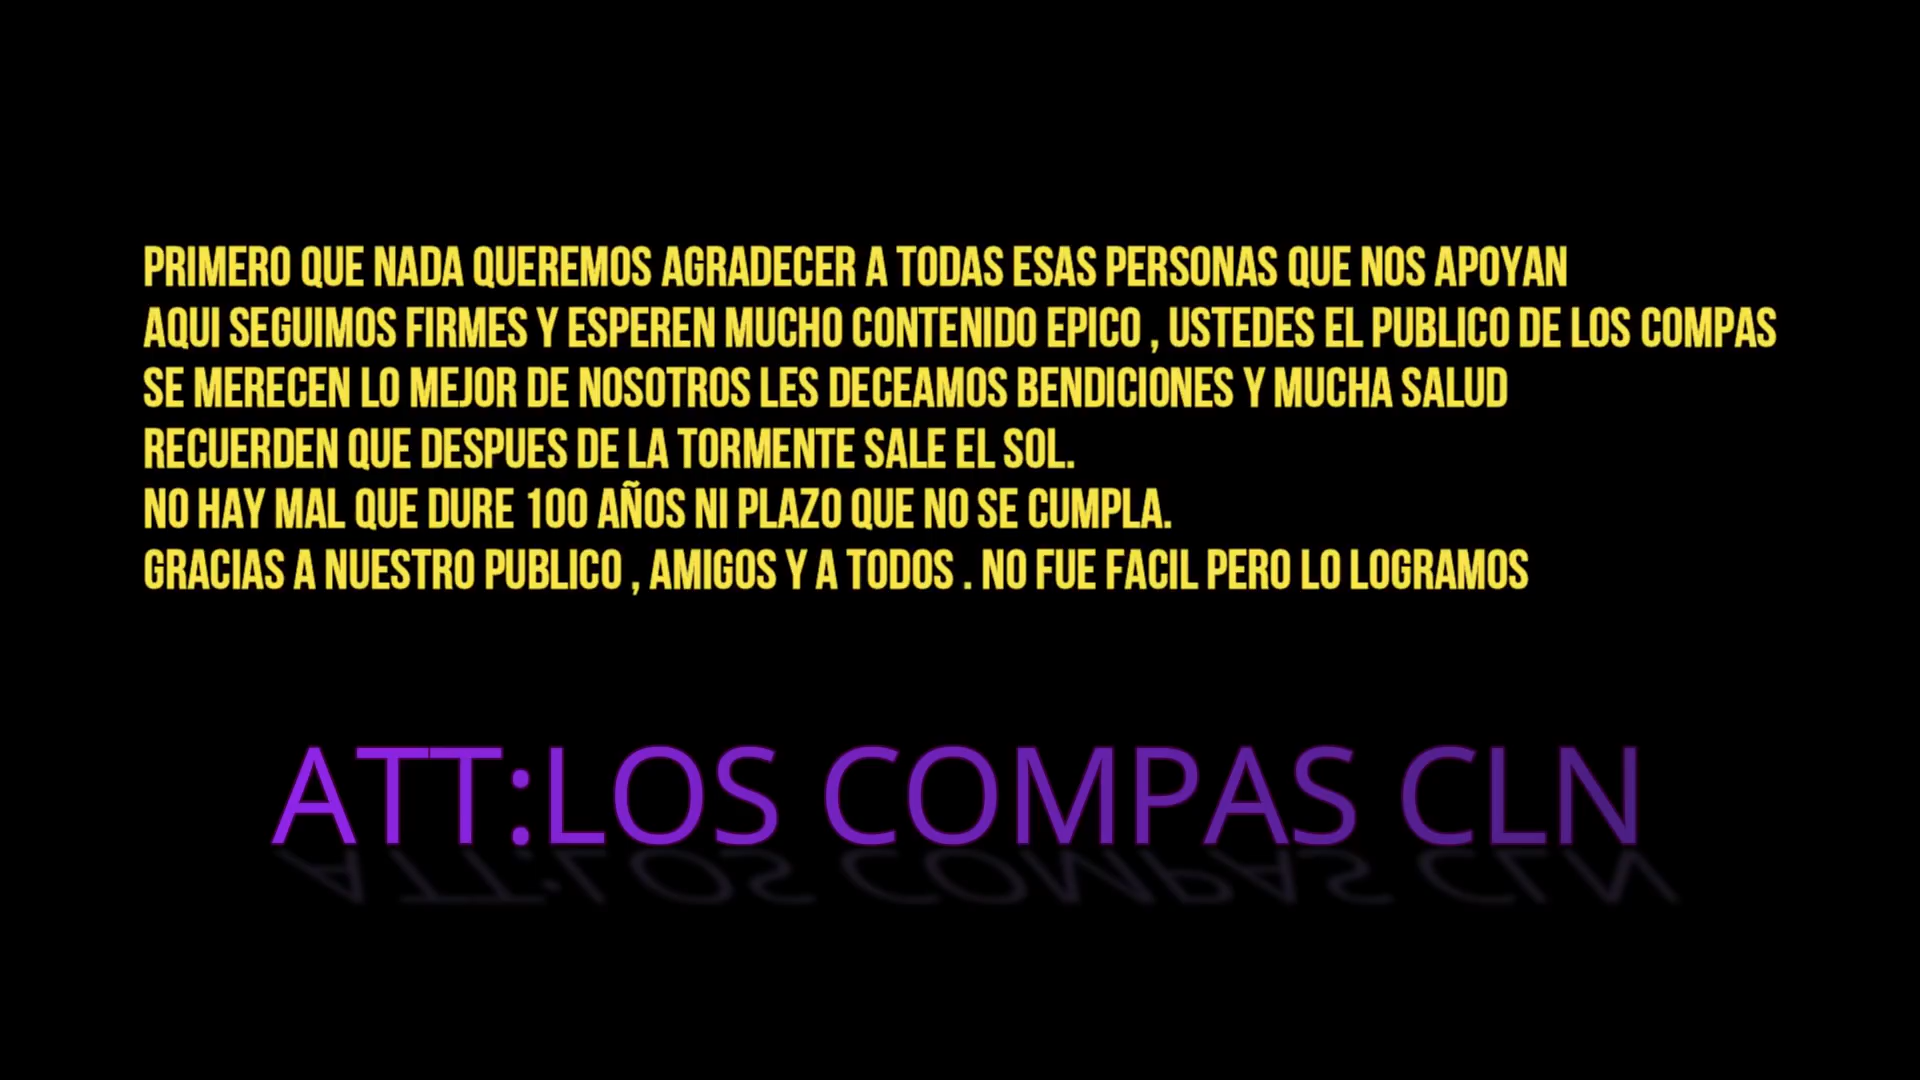 PRIMERO QUE NADA QUEREMOS AGRADECER A TODAS ESAS PERSONAS QUE NOS APOYAN
AQUI SEGUIMOS FIRMES Y ESPEREN MUCHO CONTENIDO EPICO , USTEDES EL PUBLICO DE LOS COMPAS
SE MERECEN LO MEJOR DE NOSOTROS LES DECEAMOS BENDICIONES Y MUCHA SALUD
RECUERDEN QUE DESPUES DE LA TORMENTE SALE EL SOL.
NO HAY MAL QUE DURE 100 AÑOS NI PLAZO QUE NO SE CUMPLA.
GRACIAS A NUESTRO PUBLICO , AMIGOS Y A TODOS . NO FUE FACIL PERO LO LOGRAMOS
ATT:LOS COMPAS CLN